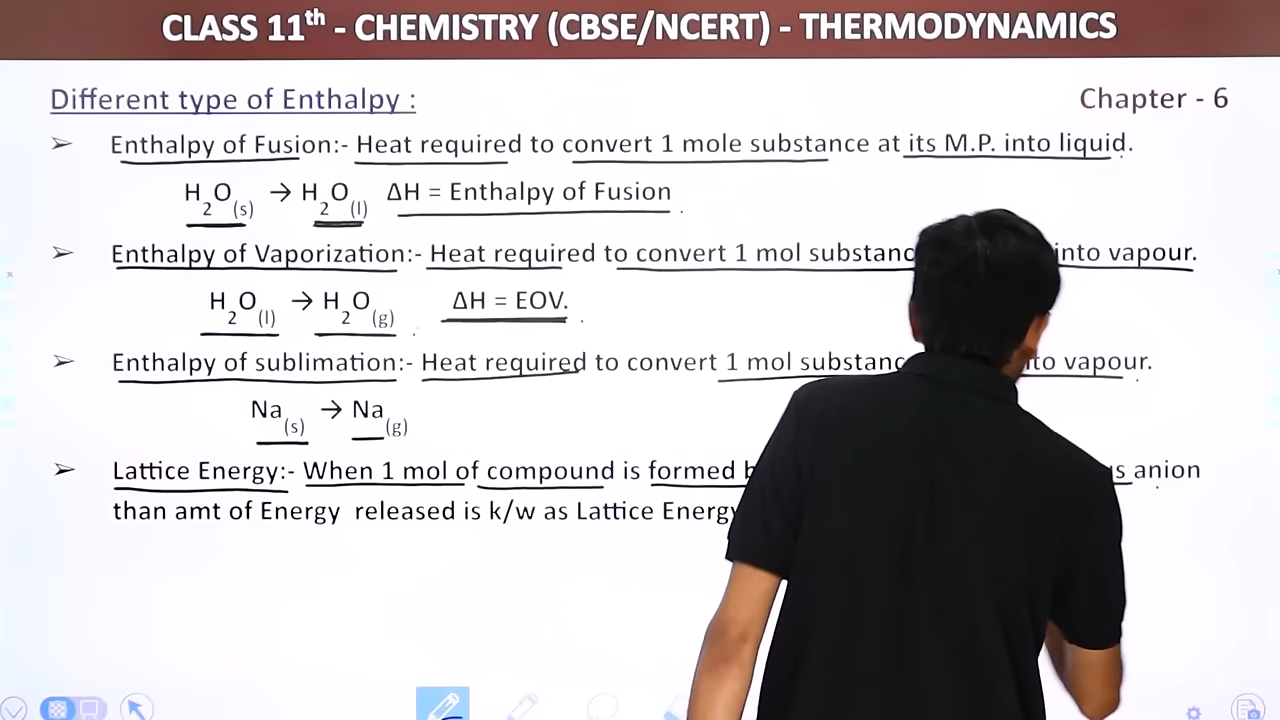 CLASS 11th - CHEMISTRY (CBSE/NCERT) - THERMODYNAMICS
Different type of Enthalpy :
Chapter - 6
➢ Enthalpy of Fusion:- Heat required to convert 1 mole substance at its M.P. into liquid.
H2O(s) → H2O(l) ΔH = Enthalpy of Fusion
➢ Enthalpy of Vaporization:- Heat required to convert 1 mol into vapour.
H2O(l) → H2O(g) ΔH = EOV.
➢ Enthalpy of sublimation:- Heat required to convert 1 mol vapour.
Na(s) → Na(g)
➢ Lattice Energy:- When 1 mol of compound is formed anion
than amt of Energy released is k/w as Lattice Energy